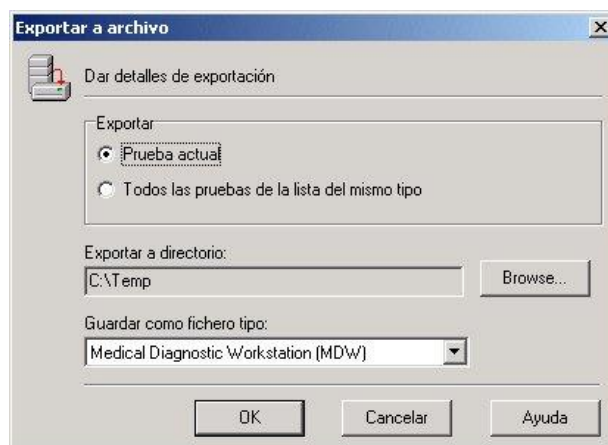 Exportar a archivo
Dar detalles de exportación
Exportar
Prueba actual
Todos las pruebas de la lista del mismo tipo
Exportar a directorio:
C:\Temp
Browse...
Guardar como fichero tipo:
Medical Diagnostic Workstation (MDW)
OK
Cancelar
Ayuda